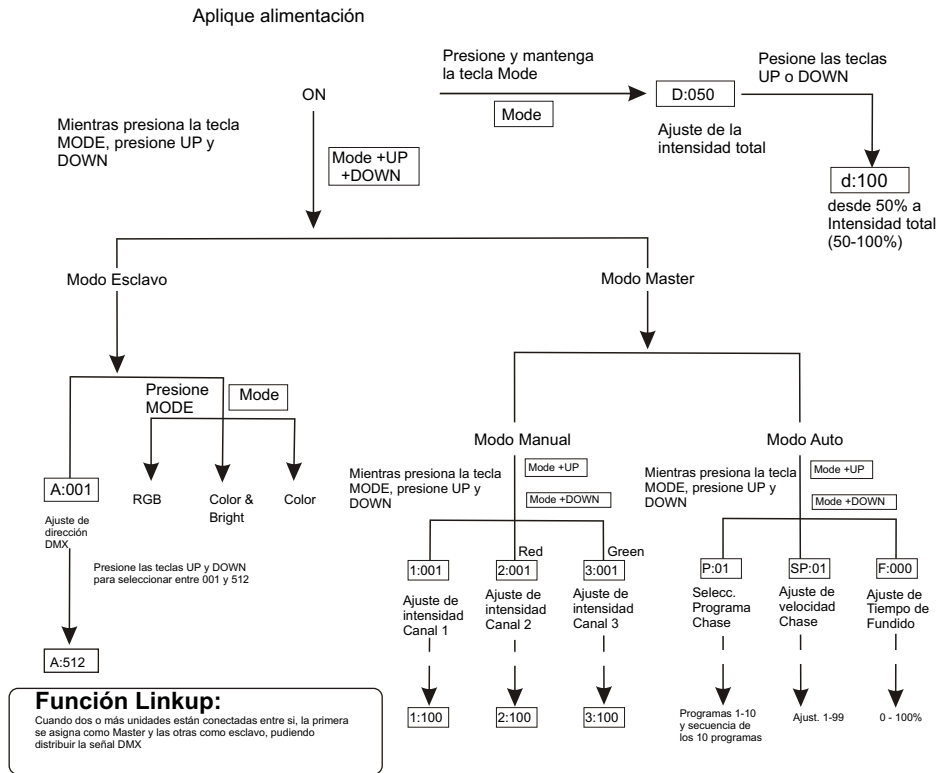 Aplique alimentación
Presione y mantenga
la tecla Mode
Mode
D:050
Ajuste de la
intensidad total
Pesione las teclas
UP o DOWN
d:100
desde 50% a
Intensidad total
(50-100%)
ON
Mientras presiona la tecla
MODE, presione UP y
DOWN
Mode +UP
+DOWN
Modo Esclavo
Modo Master
Presione
MODE
Mode
A:001
RGB
Color &
Bright
Color
Ajuste de
dirección
DMX
Presione las teclas UP y DOWN
para seleccionar entre 001 y 512
A:512
Modo Manual
Mientras presiona la tecla
MODE, presione UP y
DOWN
Mode +UP
Mode +DOWN
Red
Green
1:001
2:001
3:001
Ajuste de
intensidad
Canal 1
Ajuste de
intensidad
Canal 2
Ajuste de
intensidad
Canal 3
1:100
2:100
3:100
Modo Auto
Mientras presiona la tecla
MODE, presione UP y
DOWN
Mode +UP
Mode +DOWN
P:01
SP:01
F:000
Selecc.
Programa
Chase
Ajuste de
velocidad
Chase
Ajuste de
Tiempo de
Fundido
Programas 1-10
y secuencia de
los 10 programas
Ajust. 1-99
0 - 100%
Función Linkup:
Cuando dos o más unidades están conectadas entre si, la primera
se asigna como Master y las otras como esclavo, pudiendo
distribuir la señal DMX